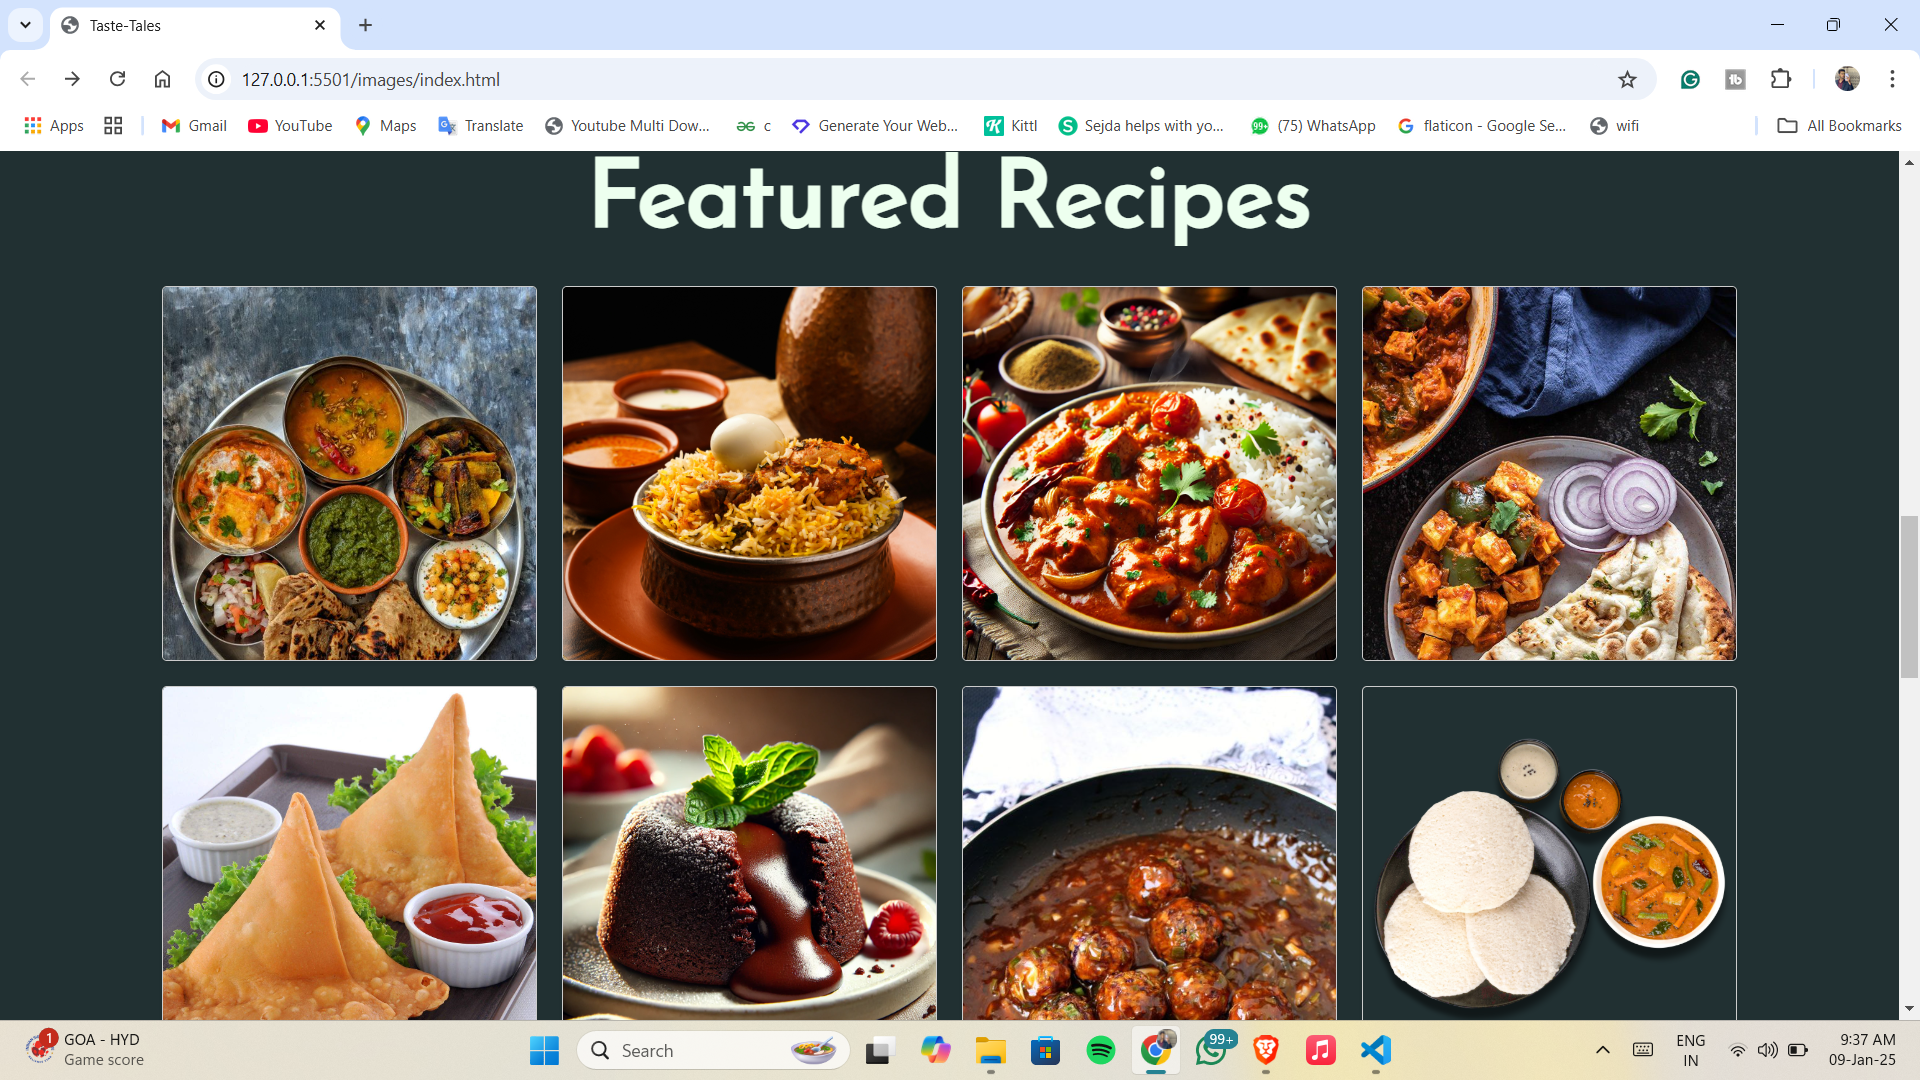 Taste-Tales
127.0.0.1:5501/images/index.html
Apps Gmail YouTube Maps Translate Youtube Multi Dow... c Generate Your Web... Kittl Sejda helps with yo... 99+ (75) WhatsApp flaticon - Google Se... wifi All Bookmarks
Featured Recipes
1 GOA - HYD
Game score
Search
99+
ENG
IN
9:37 AM
09-Jan-25